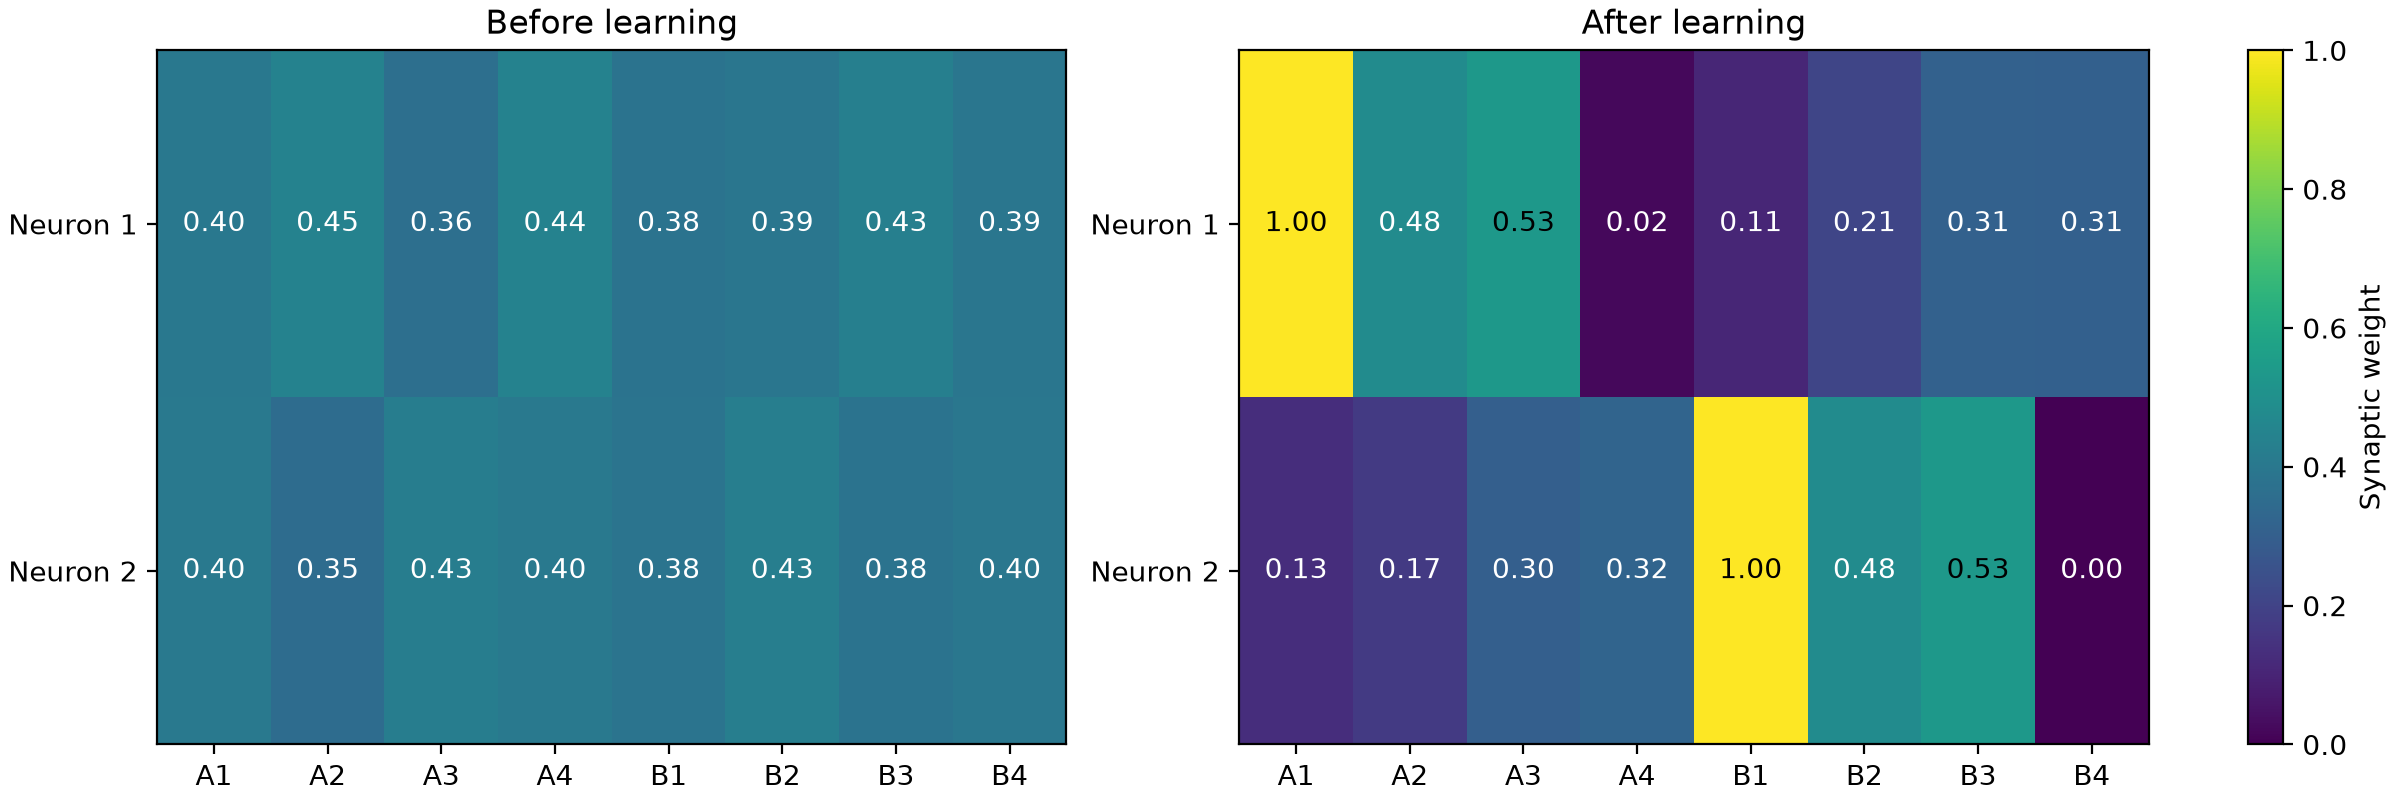 Before learning
Neuron 1 0.40 0.45 0.36 0.44 0.38 0.39 0.43 0.39
Neuron 2 0.40 0.35 0.43 0.40 0.38 0.43 0.38 0.40
A1 A2 A3 A4 B1 B2 B3 B4
After learning
Neuron 1 1.00 0.48 0.53 0.02 0.11 0.21 0.31 0.31
Neuron 2 0.13 0.17 0.30 0.32 1.00 0.48 0.53 0.00
A1 A2 A3 A4 B1 B2 B3 B4
1.0
0.8
0.6
0.4
0.2
0.0
Synaptic weight